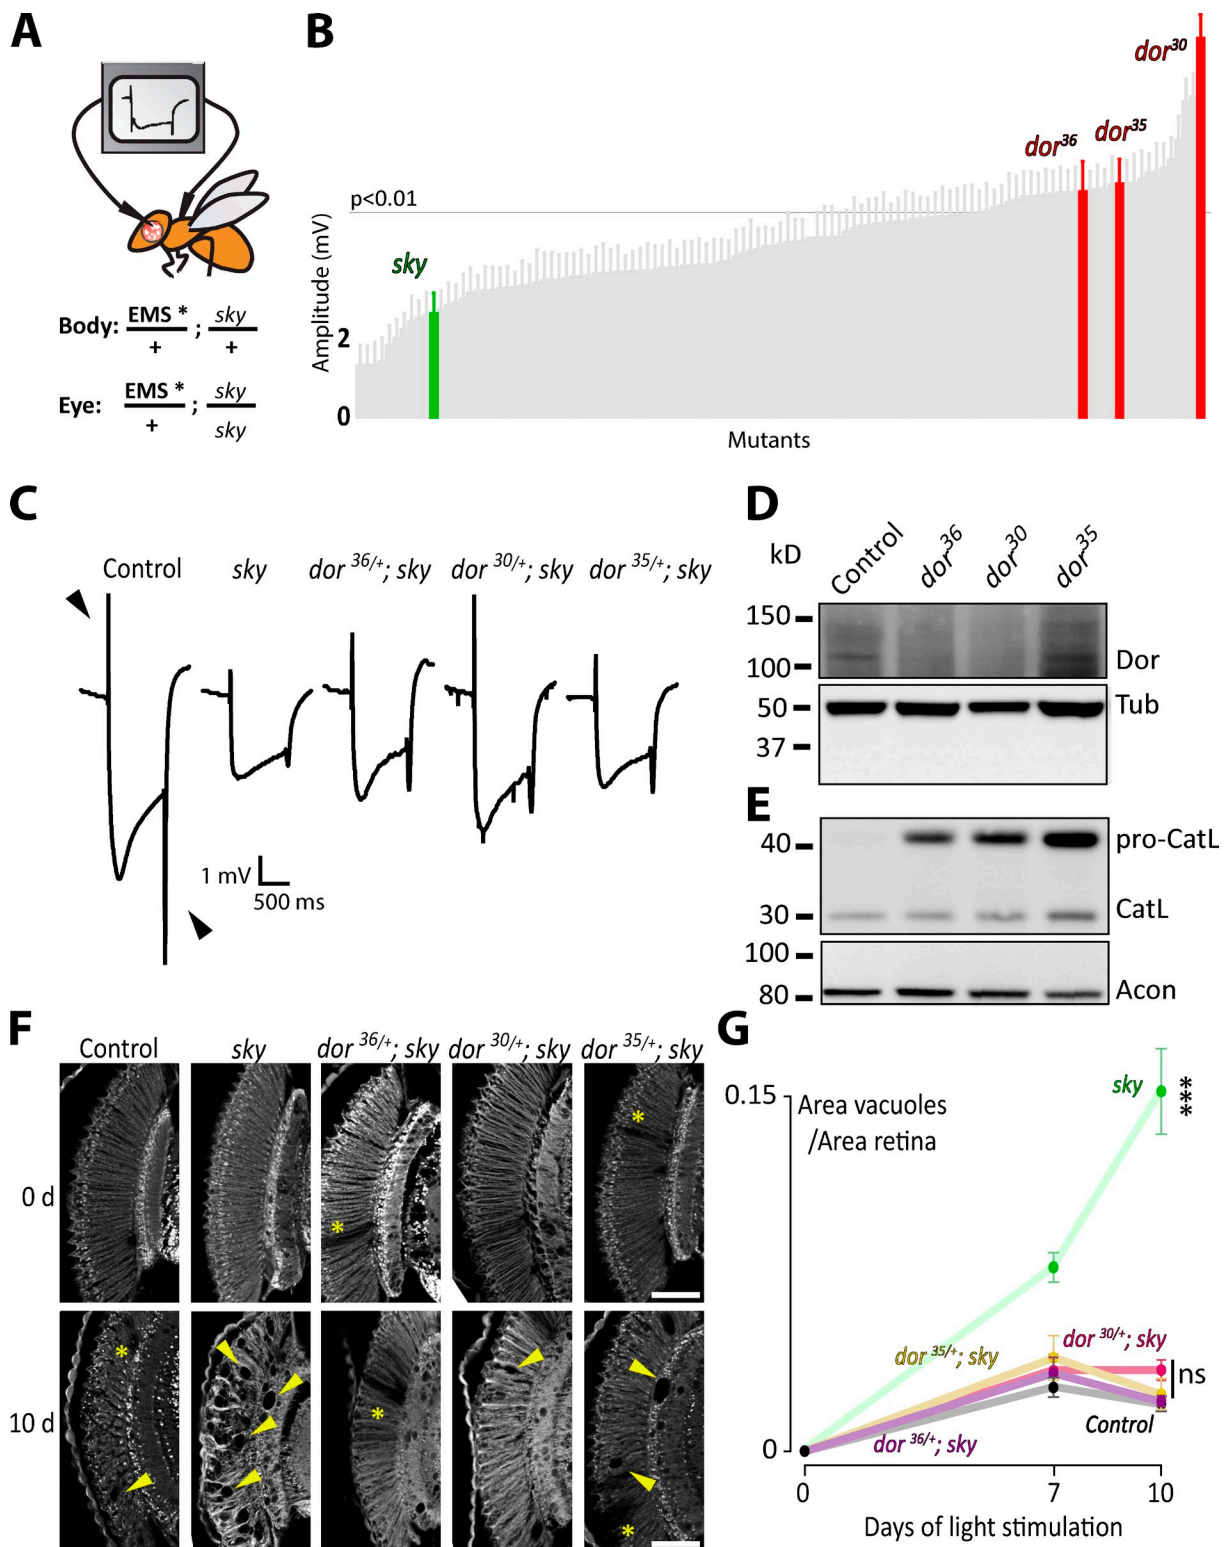 A
Body: EMS * / + ; sky / +
Eye: EMS * / + ; sky / sky
B
Amplitude (mV)
p<0.01
2
0
sky
dor36
dor35
dor30
Mutants
C
Control
sky
dor 36/+; sky
dor 30/+; sky
dor 35/+; sky
1 mV
500 ms
D
kD
Control
dor36
dor30
dor35
150
100
Dor
50
Tub
37
E
40
pro-CatL
30
CatL
100
80
Acon
F
Control
sky
dor 36/+; sky
dor 30/+; sky
dor 35/+; sky
0 d
*
*
10 d
*
*
*
G
0.15
Area vacuoles
/Area retina
sky
***
dor 35/+; sky
dor 30/+; sky
ns
Control
dor 36/+; sky
0
0
7
10
Days of light stimulation